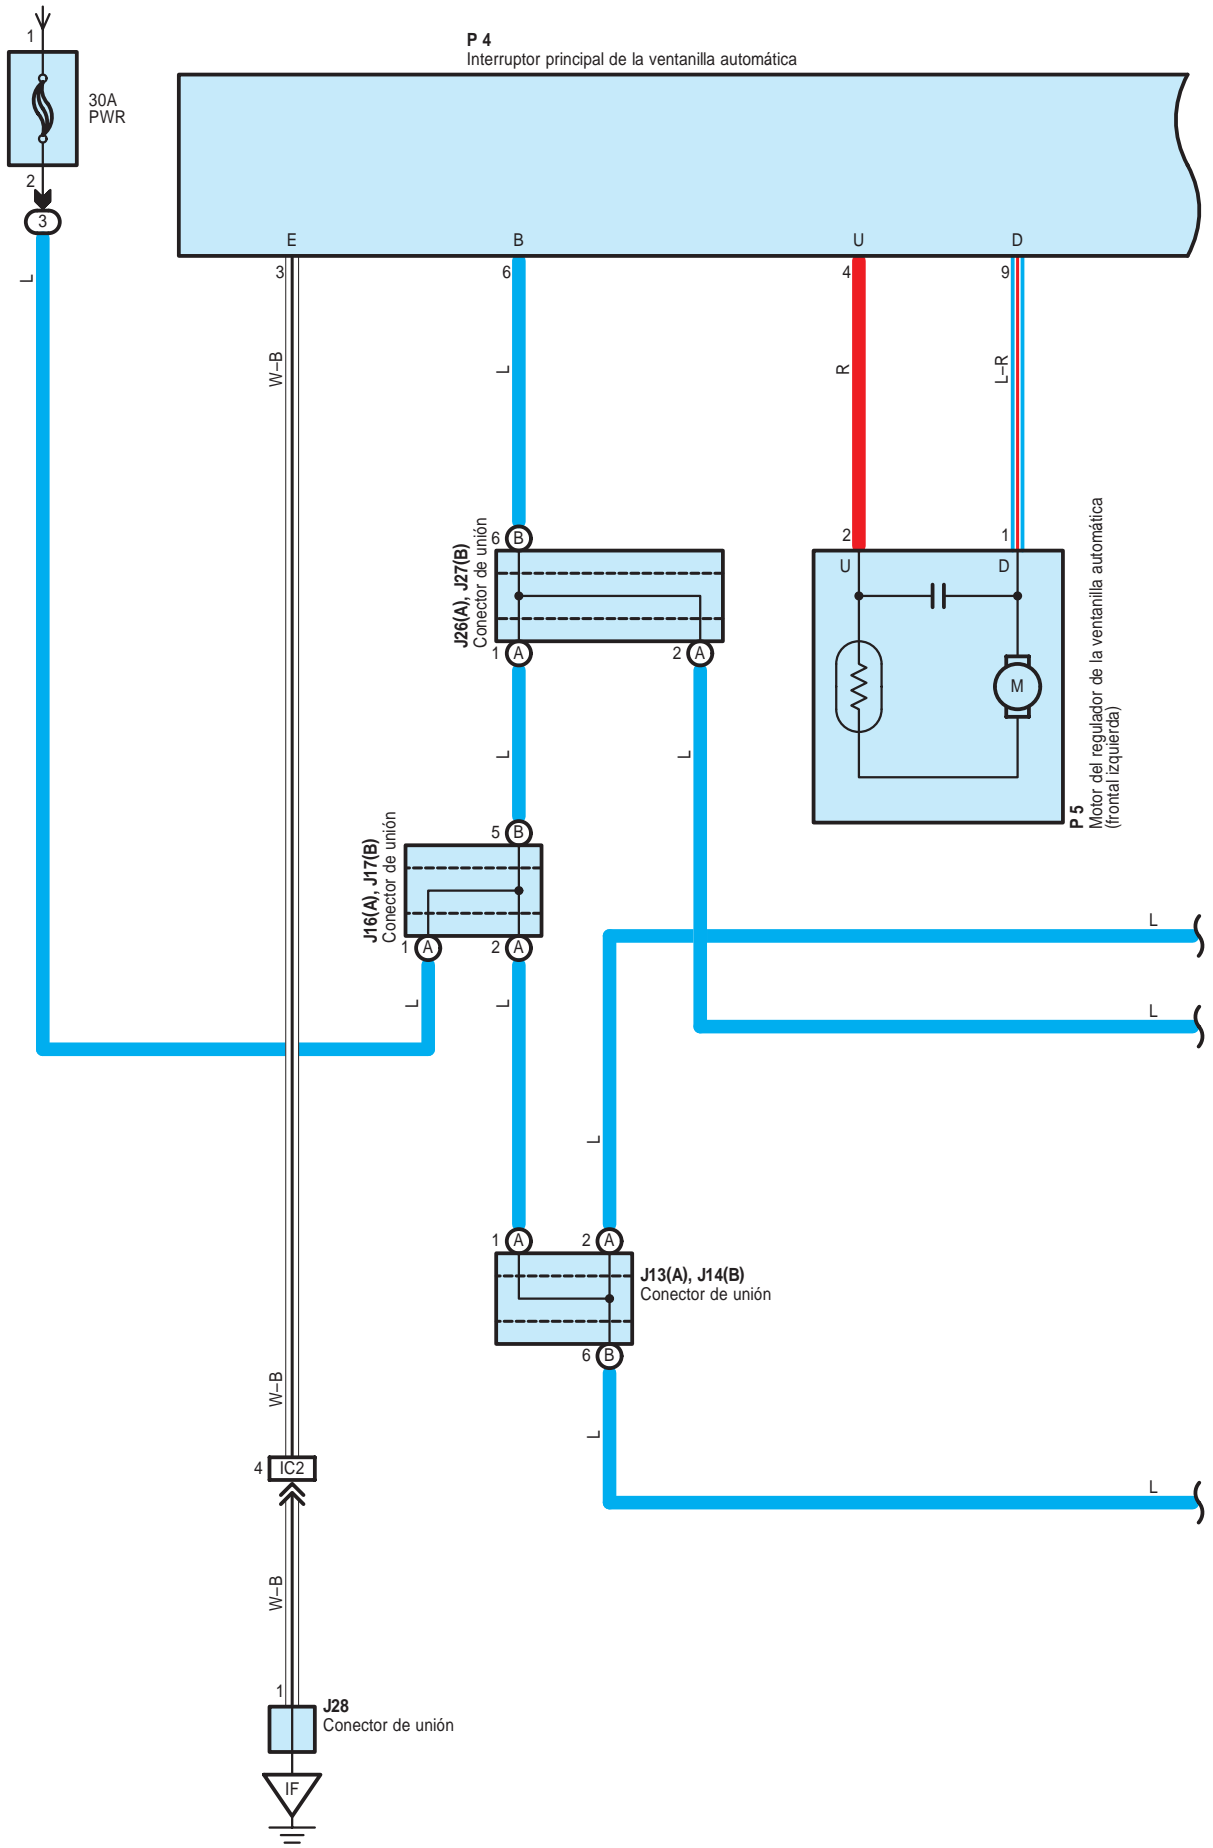 P 4
Interruptor principal de la ventanilla automática
1
30A
PWR
2
3
E
B
U
D
3
6
4
9
L
W–B
L
R
L–R
J26(A), J27(B)
Conector de unión
6
B
1
A
2
A
2
1
U
D
M
P 5
Motor del regulador de la ventanilla automática
(frontal izquierda)
L
L
J16(A), J17(B)
Conector de unión
5
B
1
A
2
A
L
L
L
L
L
1
A
2
A
J13(A), J14(B)
Conector de unión
6
B
W–B
L
4
IC2
L
W–B
1
J28
Conector de unión
IF